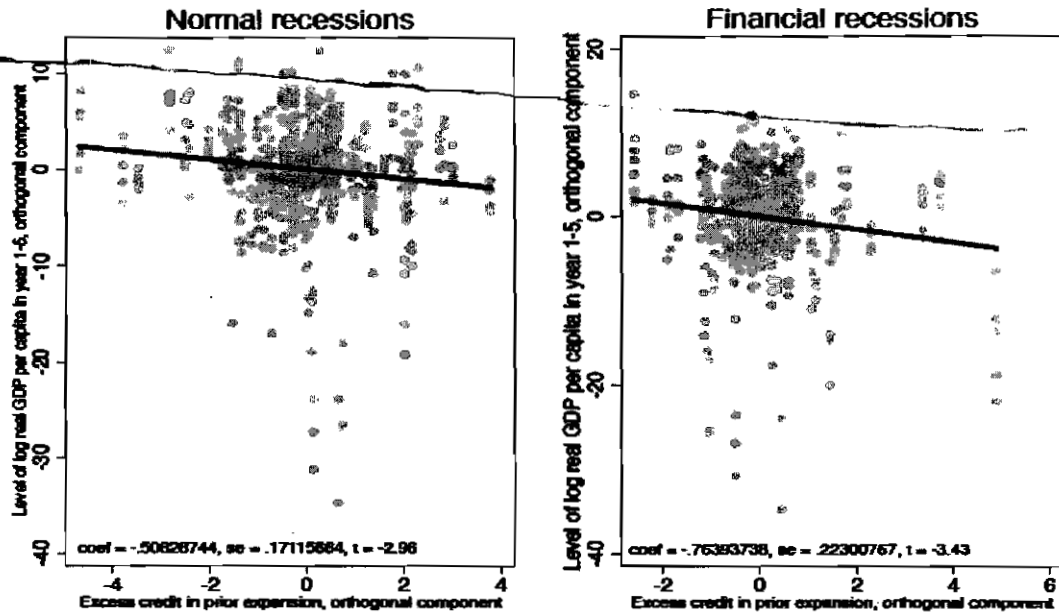 Normal recessions
Level of log real GDP per capita in year 1-5, orthogonal component
10
0
-10
-20
-30
-40
coef = -.50626744, se = .17115664, t = -2.96
-4
-2
0
2
4
Excess credit in prior expansion, orthogonal component
Financial recessions
Level of log real GDP per capita in year 1-5, orthogonal component
20
0
-20
-40
coef = -.76393738, se = .22300767, t = -3.43
-2
0
2
4
6
Excess credit in prior expansion, orthogonal component